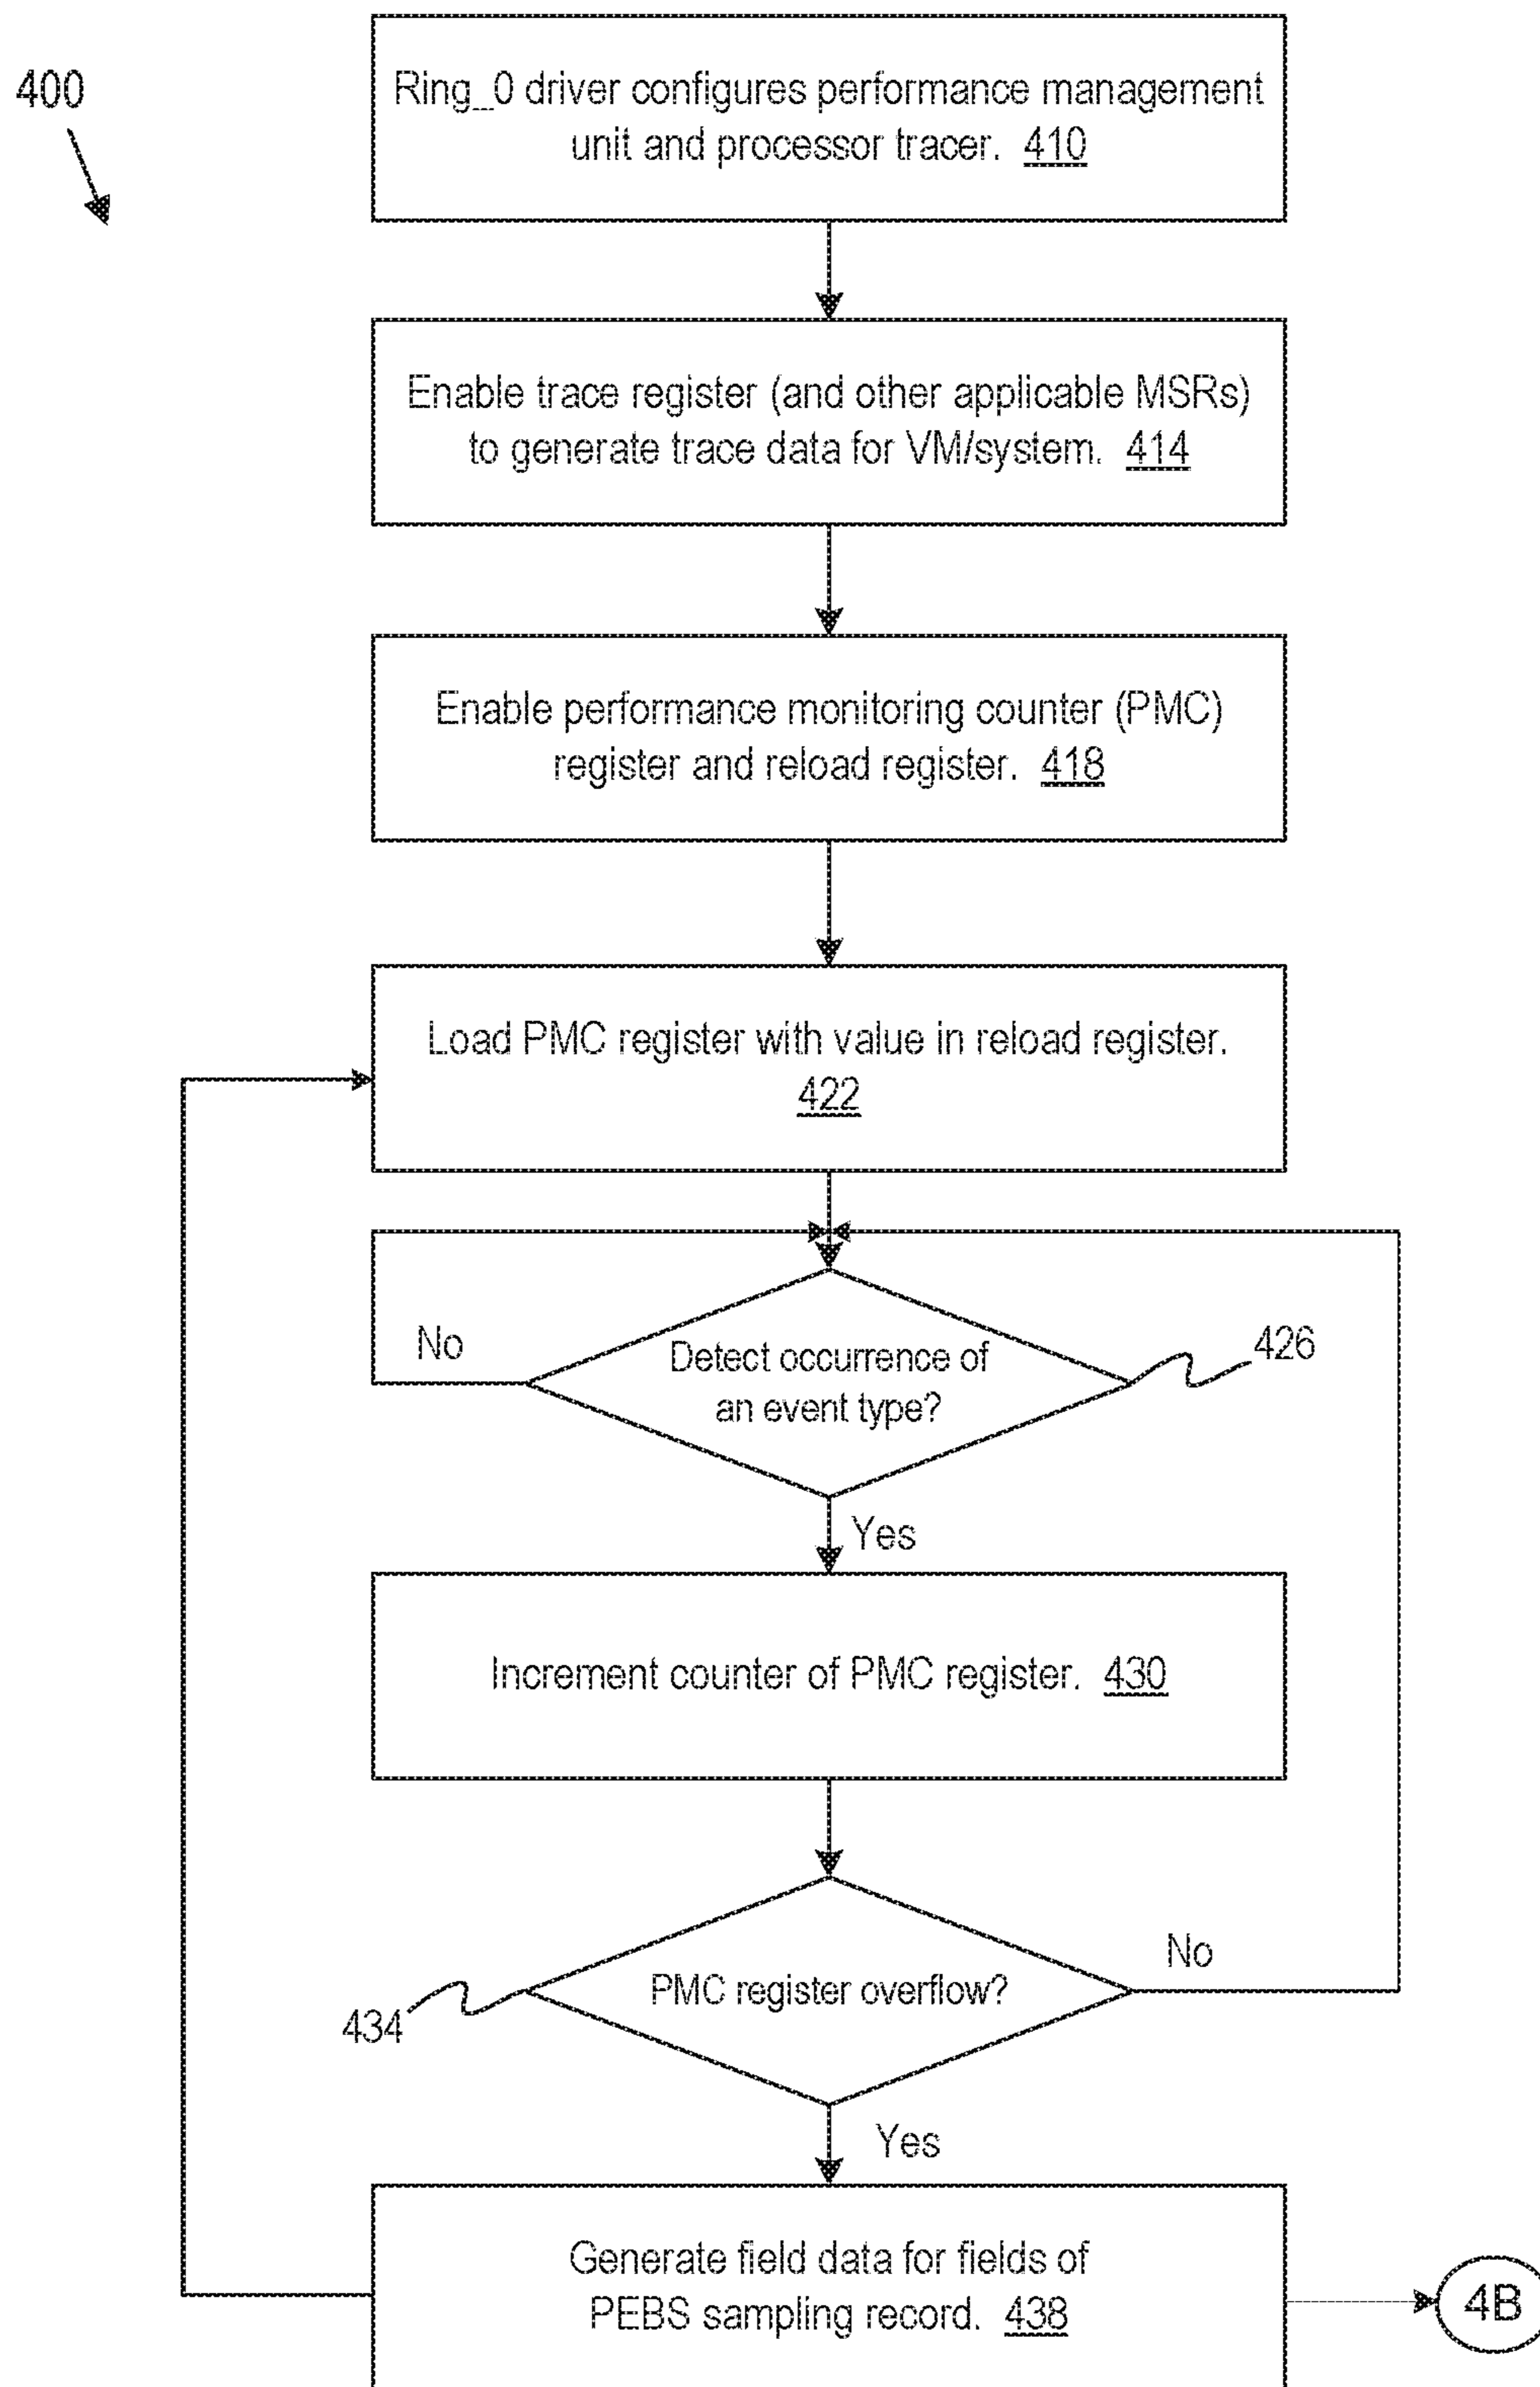 400
Ring_0 driver configures performance management
unit and processor tracer. 410
Enable trace register (and other applicable MSRs)
to generate trace data for VM/system. 414
Enable performance monitoring counter (PMC)
register and reload register. 418
Load PMC register with value in reload register.
422
No
Detect occurrence of
an event type?
426
Yes
Increment counter of PMC register. 430
No
PMC register overflow?
434
Yes
Generate field data for fields of
PEBS sampling record. 438
4B